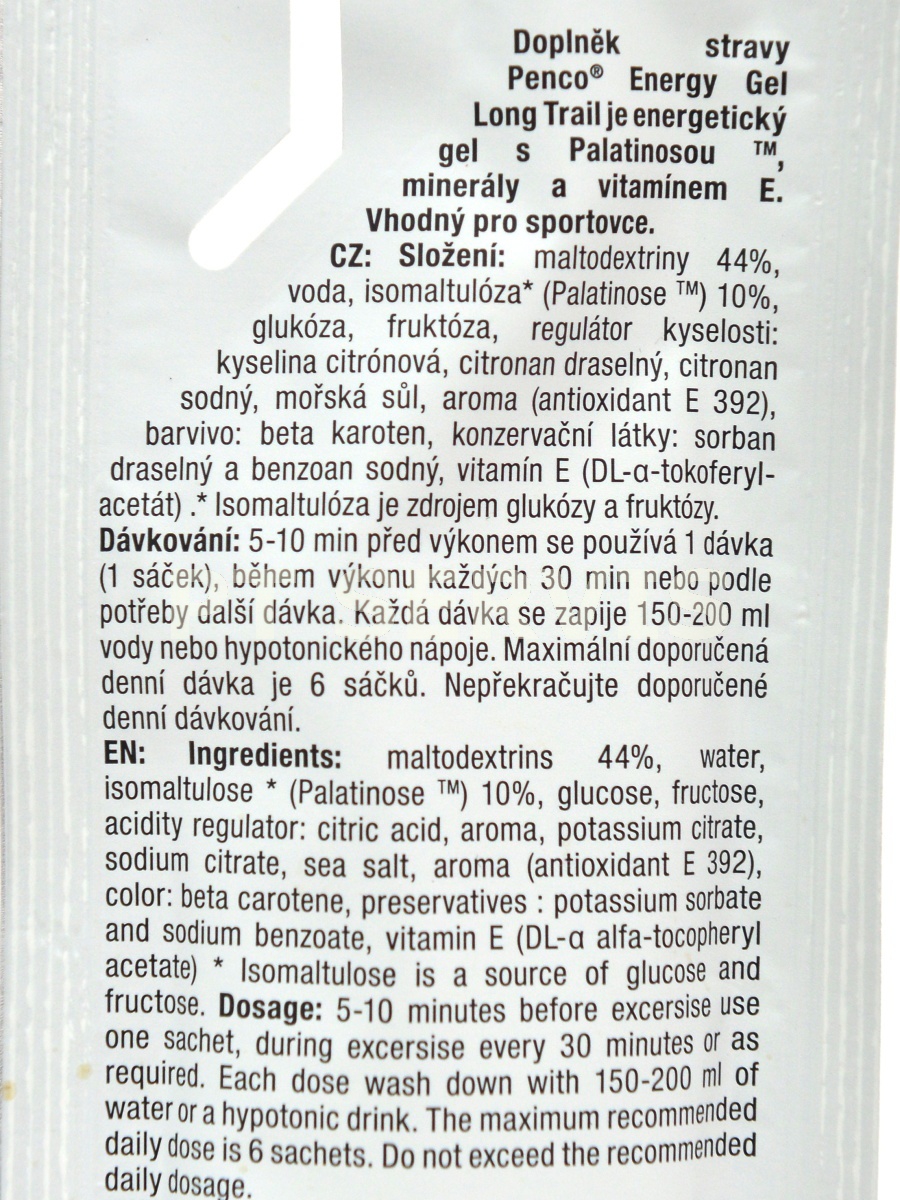 Doplněk stravy
Penco® Energy Gel
Long Trail je energetický
gel s Palatinosou ™,
minerály a vitamínem E.
Vhodný pro sportovce.
CZ: Složení: maltodextriny 44%,
voda, isomaltulóza* (Palatinose ™) 10%,
glukóza, fruktóza, regulátor kyselosti:
kyselina citrónová, citronan draselný, citronan
sodný, mořská sůl, aroma (antioxidant E 392),
barvivo: beta karoten, konzervační látky: sorban
draselný a benzoan sodný, vitamín E (DL-α-tokoferyl-
acetát) .* Isomaltulóza je zdrojem glukózy a fruktózy.
Dávkování: 5-10 min před výkonem se používá 1 dávka
(1 sáček), během výkonu každých 30 min nebo podle
potřeby další dávka. Každá dávka se zapije 150-200 ml
vody nebo hypotonického nápoje. Maximální doporučená
denní dávka je 6 sáčků. Nepřekračujte doporučené
denní dávkování.
EN: Ingredients: maltodextrins 44%, water,
isomaltulose * (Palatinose ™) 10%, glucose, fructose,
acidity regulator: citric acid, aroma, potassium citrate,
sodium citrate, sea salt, aroma (antioxidant E 392),
color: beta carotene, preservatives : potassium sorbate
and sodium benzoate, vitamin E (DL-α alfa-tocopheryl
acetate) * Isomaltulose is a source of glucose and
fructose. Dosage: 5-10 minutes before excersise use
one sachet, during excersise every 30 minutes or as
required. Each dose wash down with 150-200 ml of
water or a hypotonic drink. The maximum recommended
daily dose is 6 sachets. Do not exceed the recommended
daily dosage.